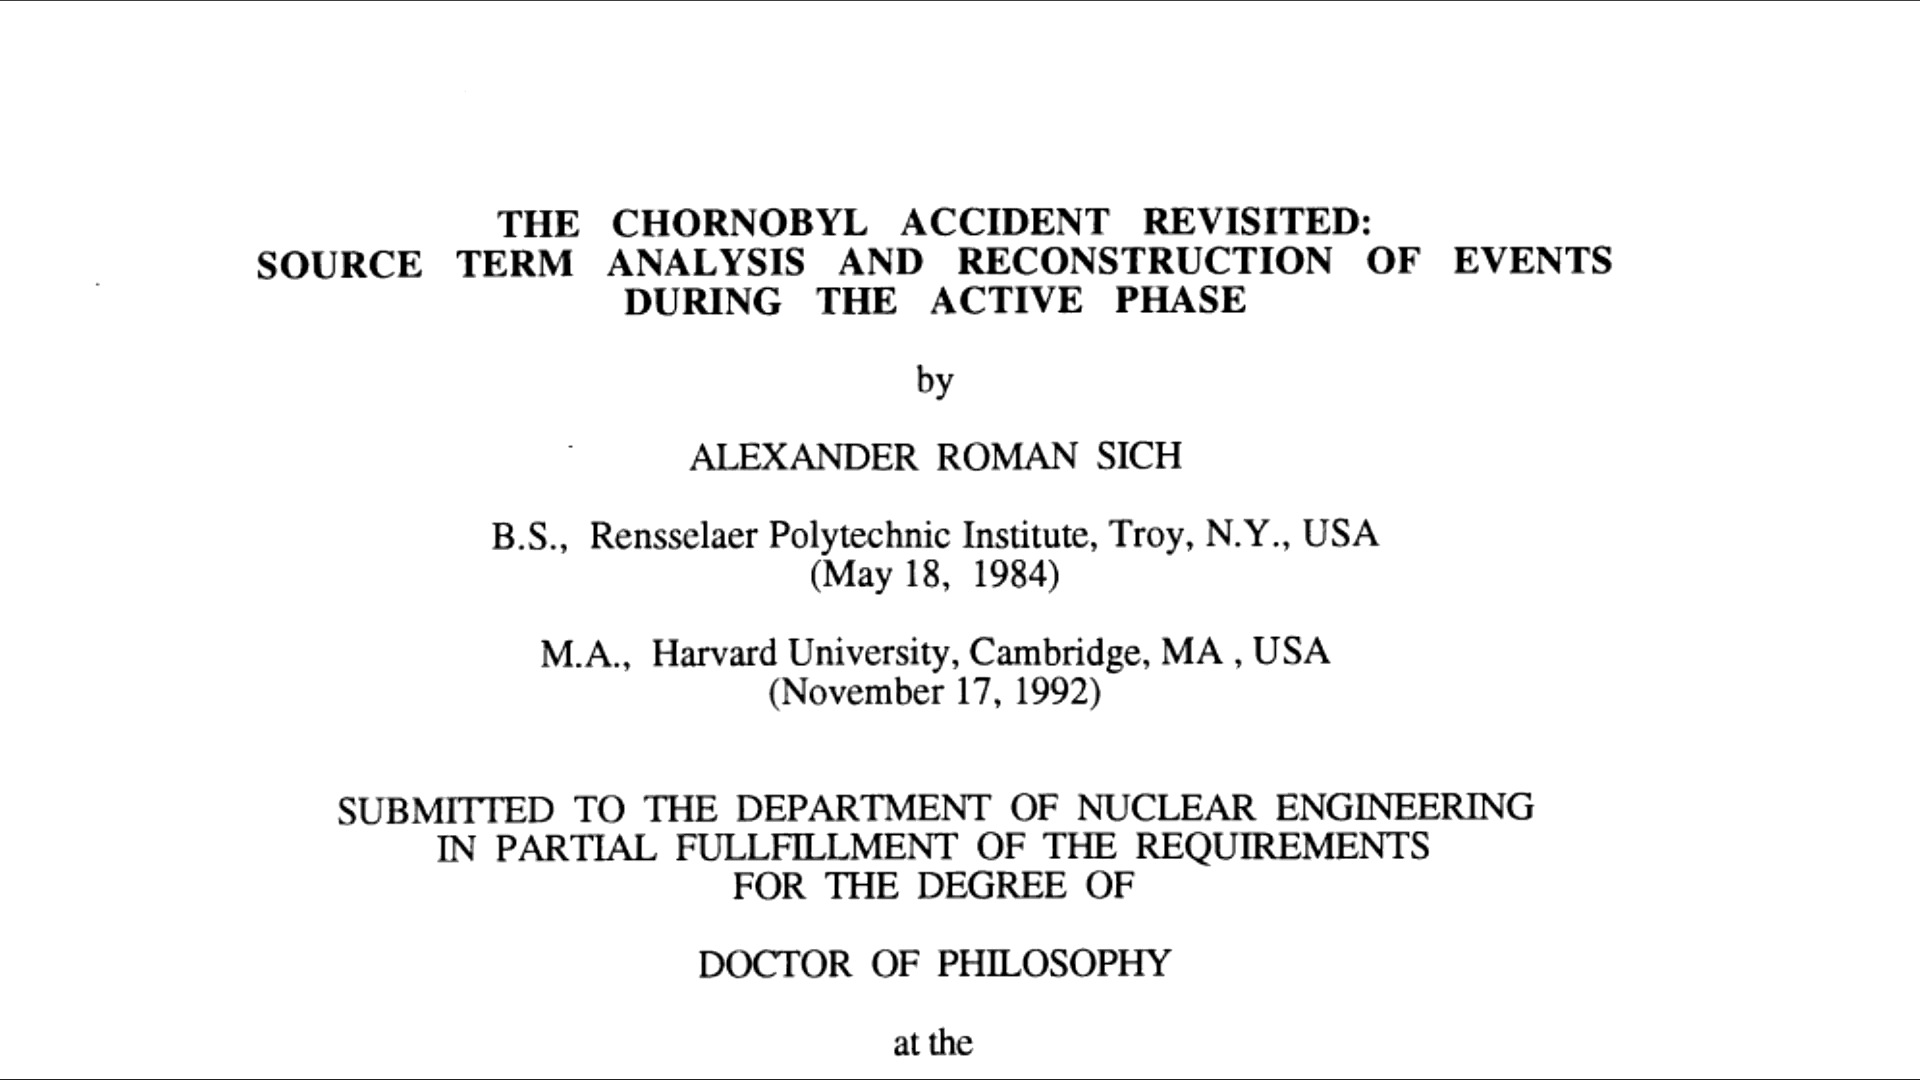 THE CHORNOBYL ACCIDENT REVISITED:
SOURCE TERM ANALYSIS AND RECONSTRUCTION OF EVENTS
DURING THE ACTIVE PHASE
by
ALEXANDER ROMAN SICH
B.S., Rensselaer Polytechnic Institute, Troy, N.Y., USA
(May 18, 1984)
M.A., Harvard University, Cambridge, MA , USA
(November 17, 1992)
SUBMITTED TO THE DEPARTMENT OF NUCLEAR ENGINEERING
IN PARTIAL FULLFILLMENT OF THE REQUIREMENTS
FOR THE DEGREE OF
DOCTOR OF PHILOSOPHY
at the